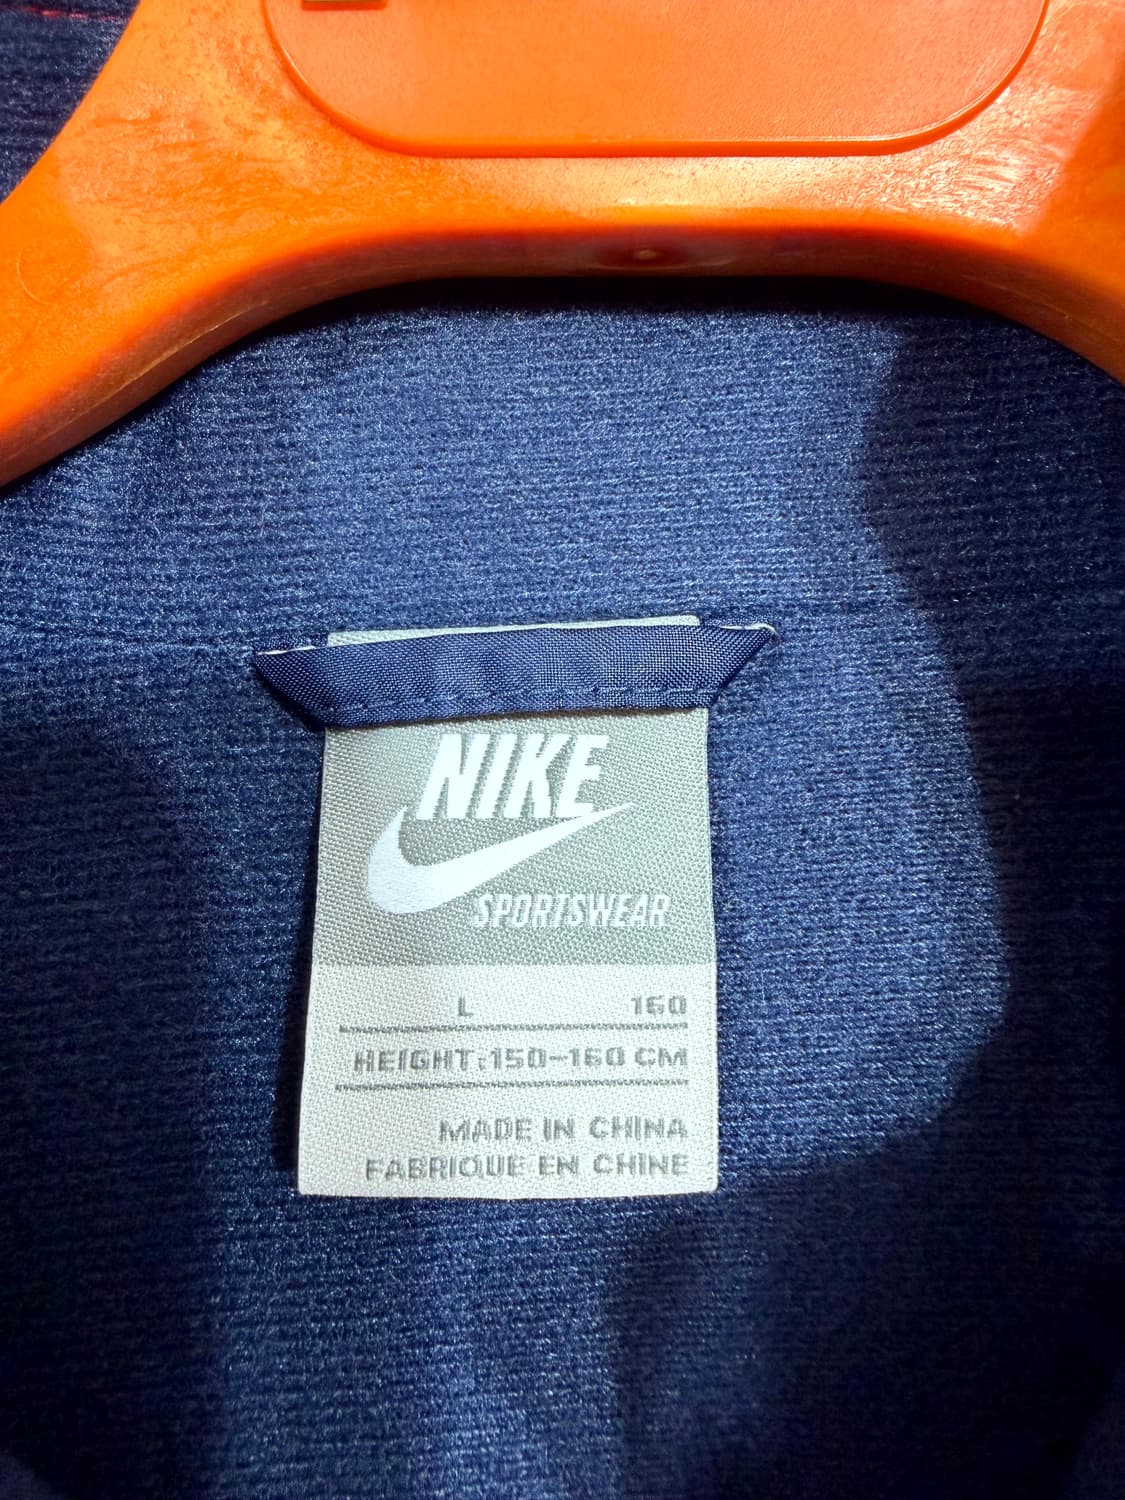 NIKE
SPORTSWEAR
L 160
HEIGHT:150-160 CM
MADE IN CHINA
FABRIQUE EN CHINE